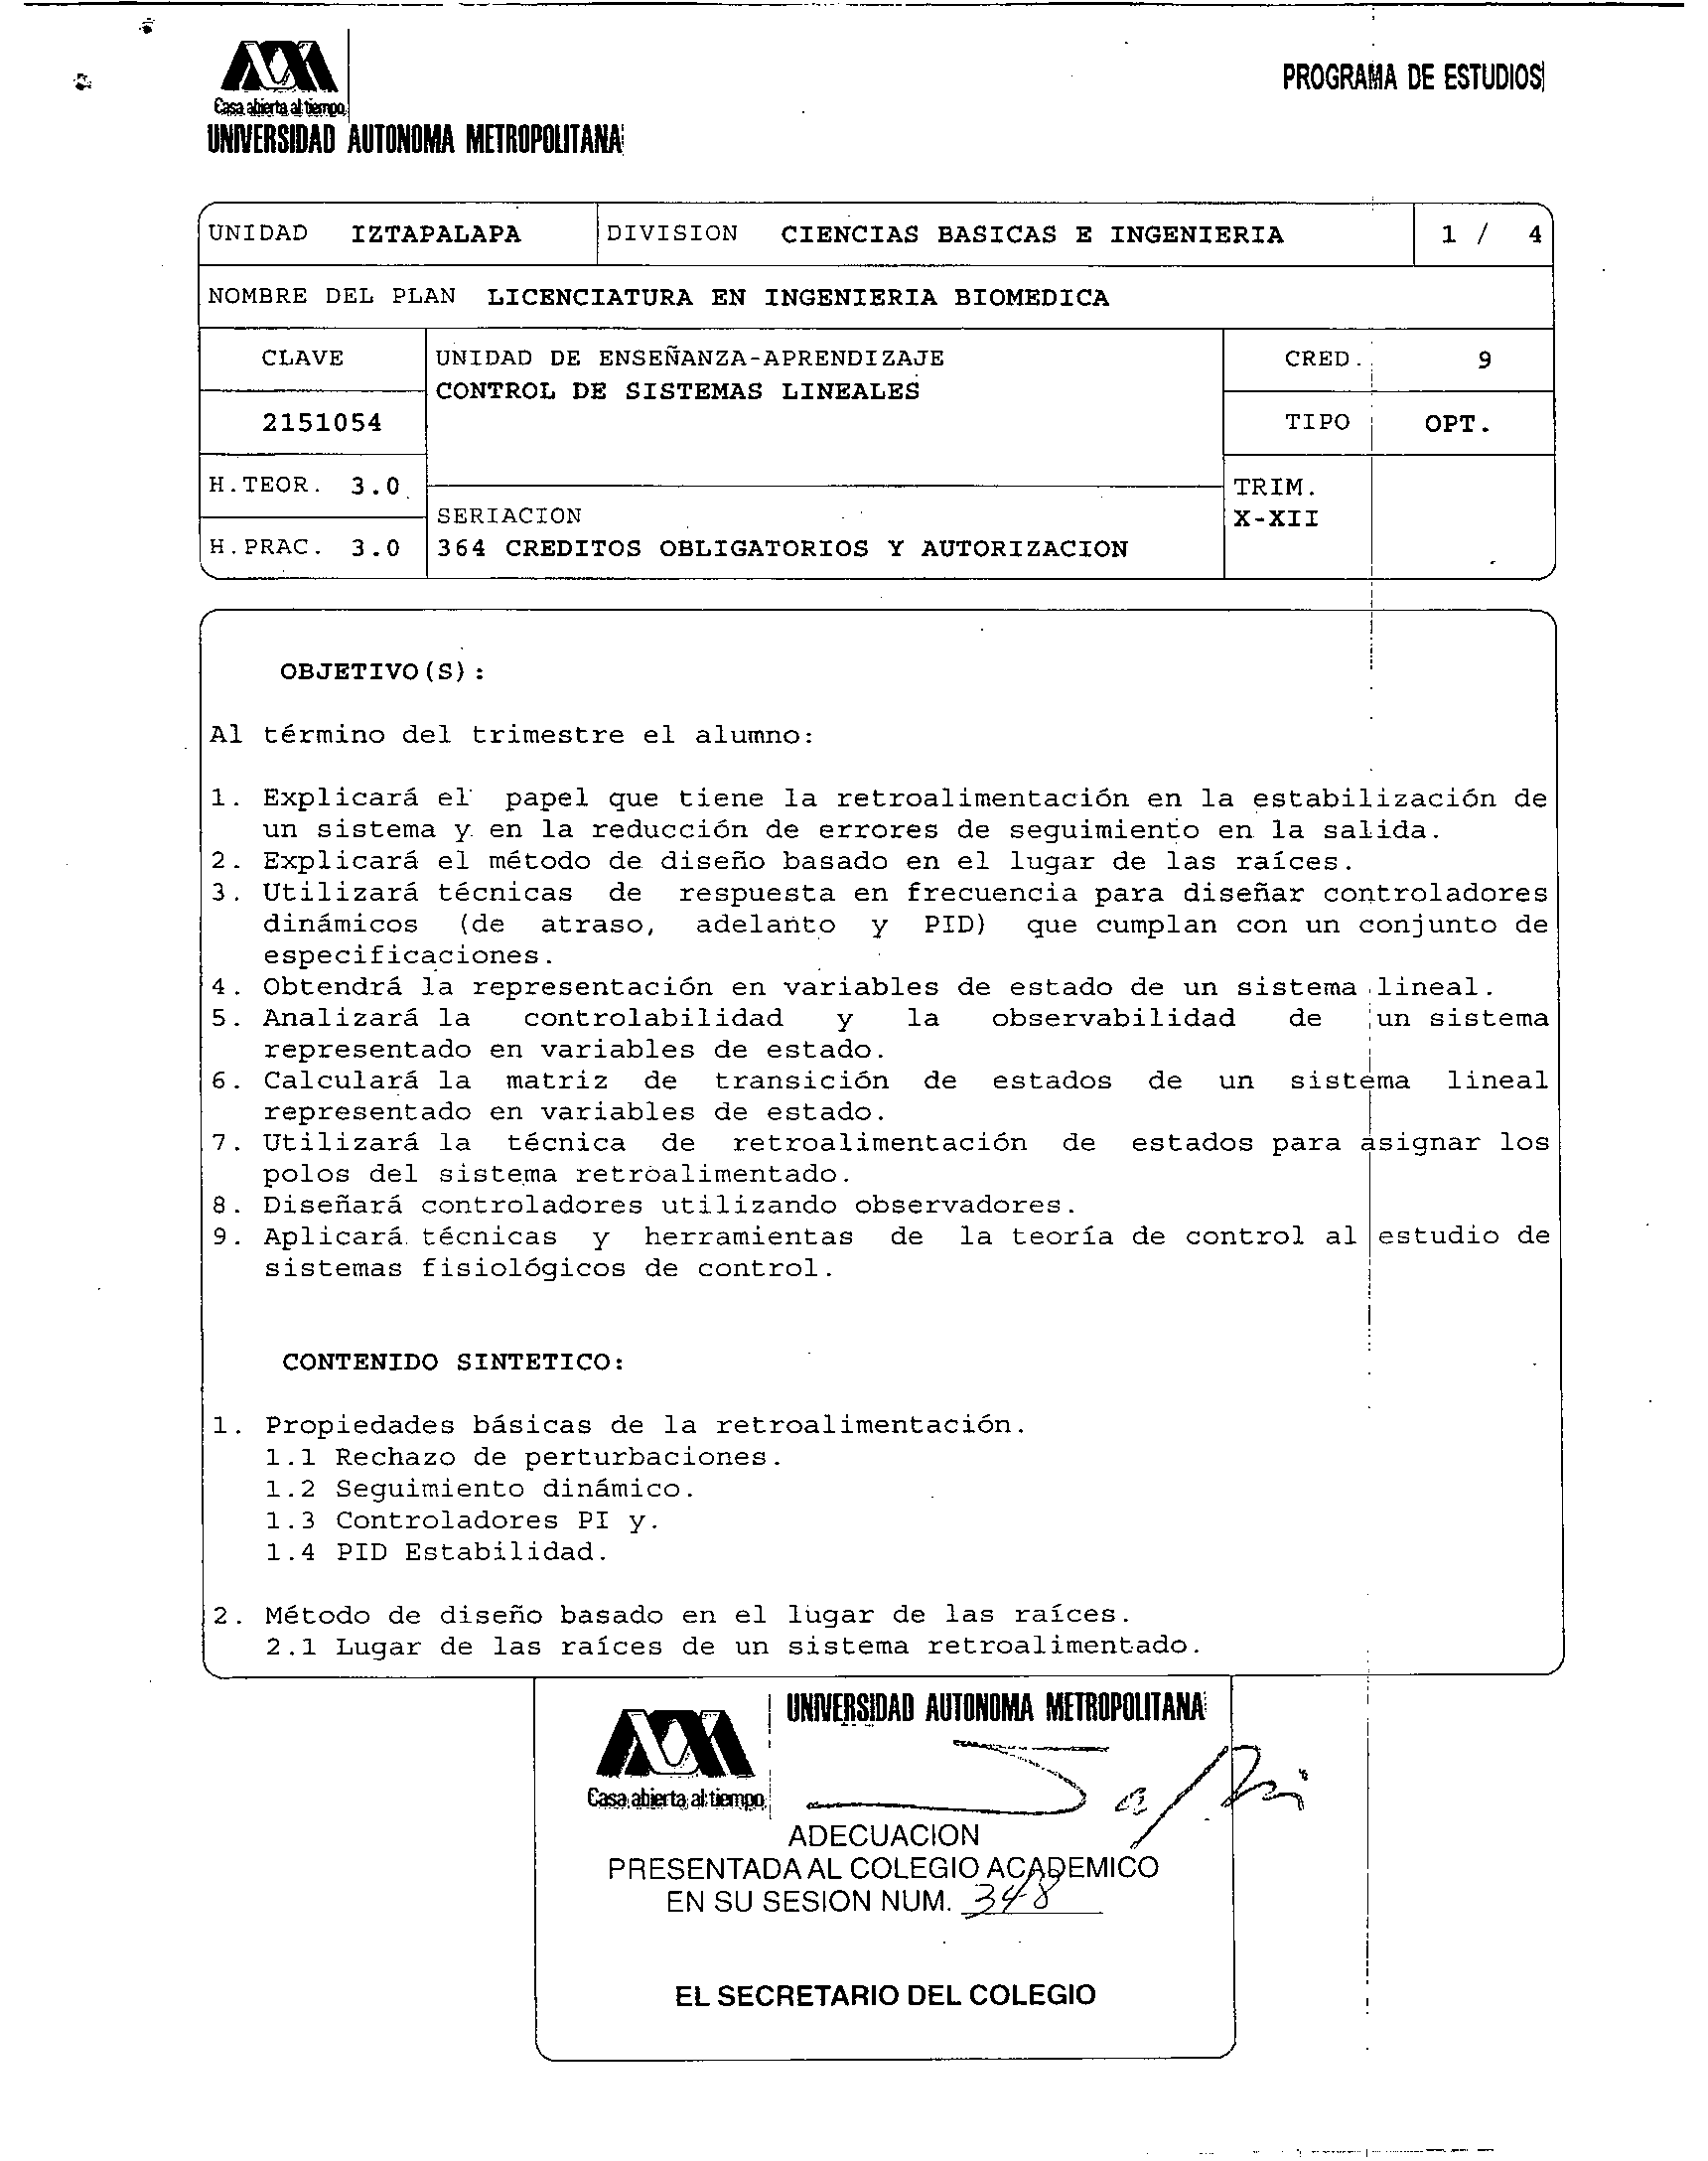 Casa abierta al tiempo
UNIVERSIDAD AUTONOMA METROPOLITANA
PROGRAMA DE ESTUDIOS
UNIDAD IZTAPALAPA DIVISION CIENCIAS BASICAS E INGENIERIA 1 / 4
NOMBRE DEL PLAN LICENCIATURA EN INGENIERIA BIOMEDICA
CLAVE UNIDAD DE ENSEÑANZA-APRENDIZAJE CRED. 9
CONTROL DE SISTEMAS LINEALES
2151054 TIPO OPT.
H.TEOR. 3.0 TRIM.
SERIACION X-XII
H.PRAC. 3.0 364 CREDITOS OBLIGATORIOS Y AUTORIZACION
OBJETIVO(S):
Al término del trimestre el alumno:
1. Explicará el papel que tiene la retroalimentación en la estabilización de
un sistema y en la reducción de errores de seguimiento en la salida.
2. Explicará el método de diseño basado en el lugar de las raíces.
3. Utilizará técnicas de respuesta en frecuencia para diseñar controladores
dinámicos (de atraso, adelanto y PID) que cumplan con un conjunto de
especificaciones.
4. Obtendrá la representación en variables de estado de un sistema lineal.
5. Analizará la controlabilidad y la observabilidad de un sistema
representado en variables de estado.
6. Calculará la matriz de transición de estados de un sistema lineal
representado en variables de estado.
7. Utilizará la técnica de retroalimentación de estados para asignar los
polos del sistema retroalimentado.
8. Diseñará controladores utilizando observadores.
9. Aplicará técnicas y herramientas de la teoría de control al estudio de
sistemas fisiológicos de control.
CONTENIDO SINTETICO:
1. Propiedades básicas de la retroalimentación.
1.1 Rechazo de perturbaciones.
1.2 Seguimiento dinámico.
1.3 Controladores PI y.
1.4 PID Estabilidad.
2. Método de diseño basado en el lugar de las raíces.
2.1 Lugar de las raíces de un sistema retroalimentado.
UNIVERSIDAD AUTONOMA METROPOLITANA
Casa abierta al tiempo
ADECUACION
PRESENTADA AL COLEGIO ACADEMICO
EN SU SESION NUM. 348
EL SECRETARIO DEL COLEGIO